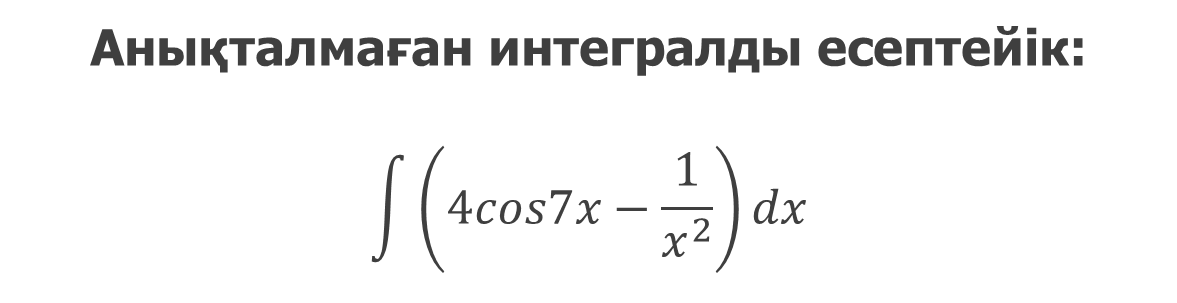 Анықталмаған интегралды есептейік:
∫ (4cos7x − 1/x²) dx